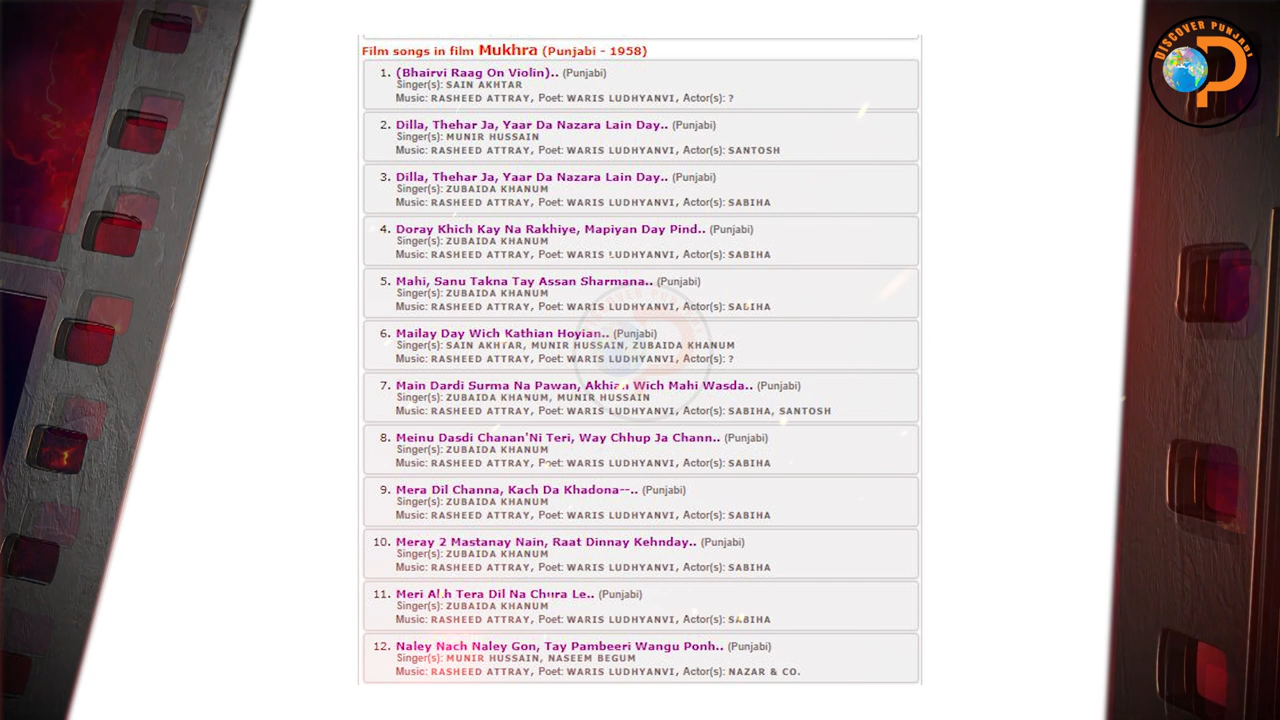 DISCOVER PUNJABI
Film songs in film Mukhra (Punjabi - 1958)
1. (Bhairvi Raag On Violin).. (Punjabi)
Singer(s): SAIN AKHTAR
Music: RASHEED ATTRAY, Poet: WARIS LUDHYANVI, Actor(s): ?
2. Dilla, Thehar Ja, Yaar Da Nazara Lain Day.. (Punjabi)
Singer(s): MUNIR HUSSAIN
Music: RASHEED ATTRAY, Poet: WARIS LUDHYANVI, Actor(s): SANTOSH
3. Dilla, Thehar Ja, Yaar Da Nazara Lain Day.. (Punjabi)
Singer(s): ZUBAIDA KHANUM
Music: RASHEED ATTRAY, Poet: WARIS LUDHYANVI, Actor(s): SABIHA
4. Doray Khich Kay Na Rakhiye, Mapiyan Day Pind.. (Punjabi)
Singer(s): ZUBAIDA KHANUM
Music: RASHEED ATTRAY, Poet: WARIS LUDHYANVI, Actor(s): SABIHA
5. Mahi, Sanu Takna Tay Assan Sharmana.. (Punjabi)
Singer(s): ZUBAIDA KHANUM
Music: RASHEED ATTRAY, Poet: WARIS LUDHYANVI, Actor(s): SABIHA
6. Mailay Day Wich Kathian Hoyian.. (Punjabi)
Singer(s): SAIN AKHTAR, MUNIR HUSSAIN, ZUBAIDA KHANUM
Music: RASHEED ATTRAY, Poet: WARIS LUDHYANVI, Actor(s): ?
7. Main Dardi Surma Na Pawan, Akhian Wich Mahi Wasda.. (Punjabi)
Singer(s): ZUBAIDA KHANUM, MUNIR HUSSAIN
Music: RASHEED ATTRAY, Poet: WARIS LUDHYANVI, Actor(s): SABIHA, SANTOSH
8. Meinu Dasdi Chanan'Ni Teri, Way Chhup Ja Chann.. (Punjabi)
Singer(s): ZUBAIDA KHANUM
Music: RASHEED ATTRAY, Poet: WARIS LUDHYANVI, Actor(s): SABIHA
9. Mera Dil Channa, Kach Da Khadona--.. (Punjabi)
Singer(s): ZUBAIDA KHANUM
Music: RASHEED ATTRAY, Poet: WARIS LUDHYANVI, Actor(s): SABIHA
10. Meray 2 Mastanay Nain, Raat Dinnay Kehnday.. (Punjabi)
Singer(s): ZUBAIDA KHANUM
Music: RASHEED ATTRAY, Poet: WARIS LUDHYANVI, Actor(s): SABIHA
11. Meri Akh Tera Dil Na Chura Le.. (Punjabi)
Singer(s): ZUBAIDA KHANUM
Music: RASHEED ATTRAY, Poet: WARIS LUDHYANVI, Actor(s): SABIHA
12. Naley Nach Naley Gon, Tay Pambeeri Wangu Ponh.. (Punjabi)
Singer(s): MUNIR HUSSAIN, NASEEM BEGUM
Music: RASHEED ATTRAY, Poet: WARIS LUDHYANVI, Actor(s): NAZAR & CO.